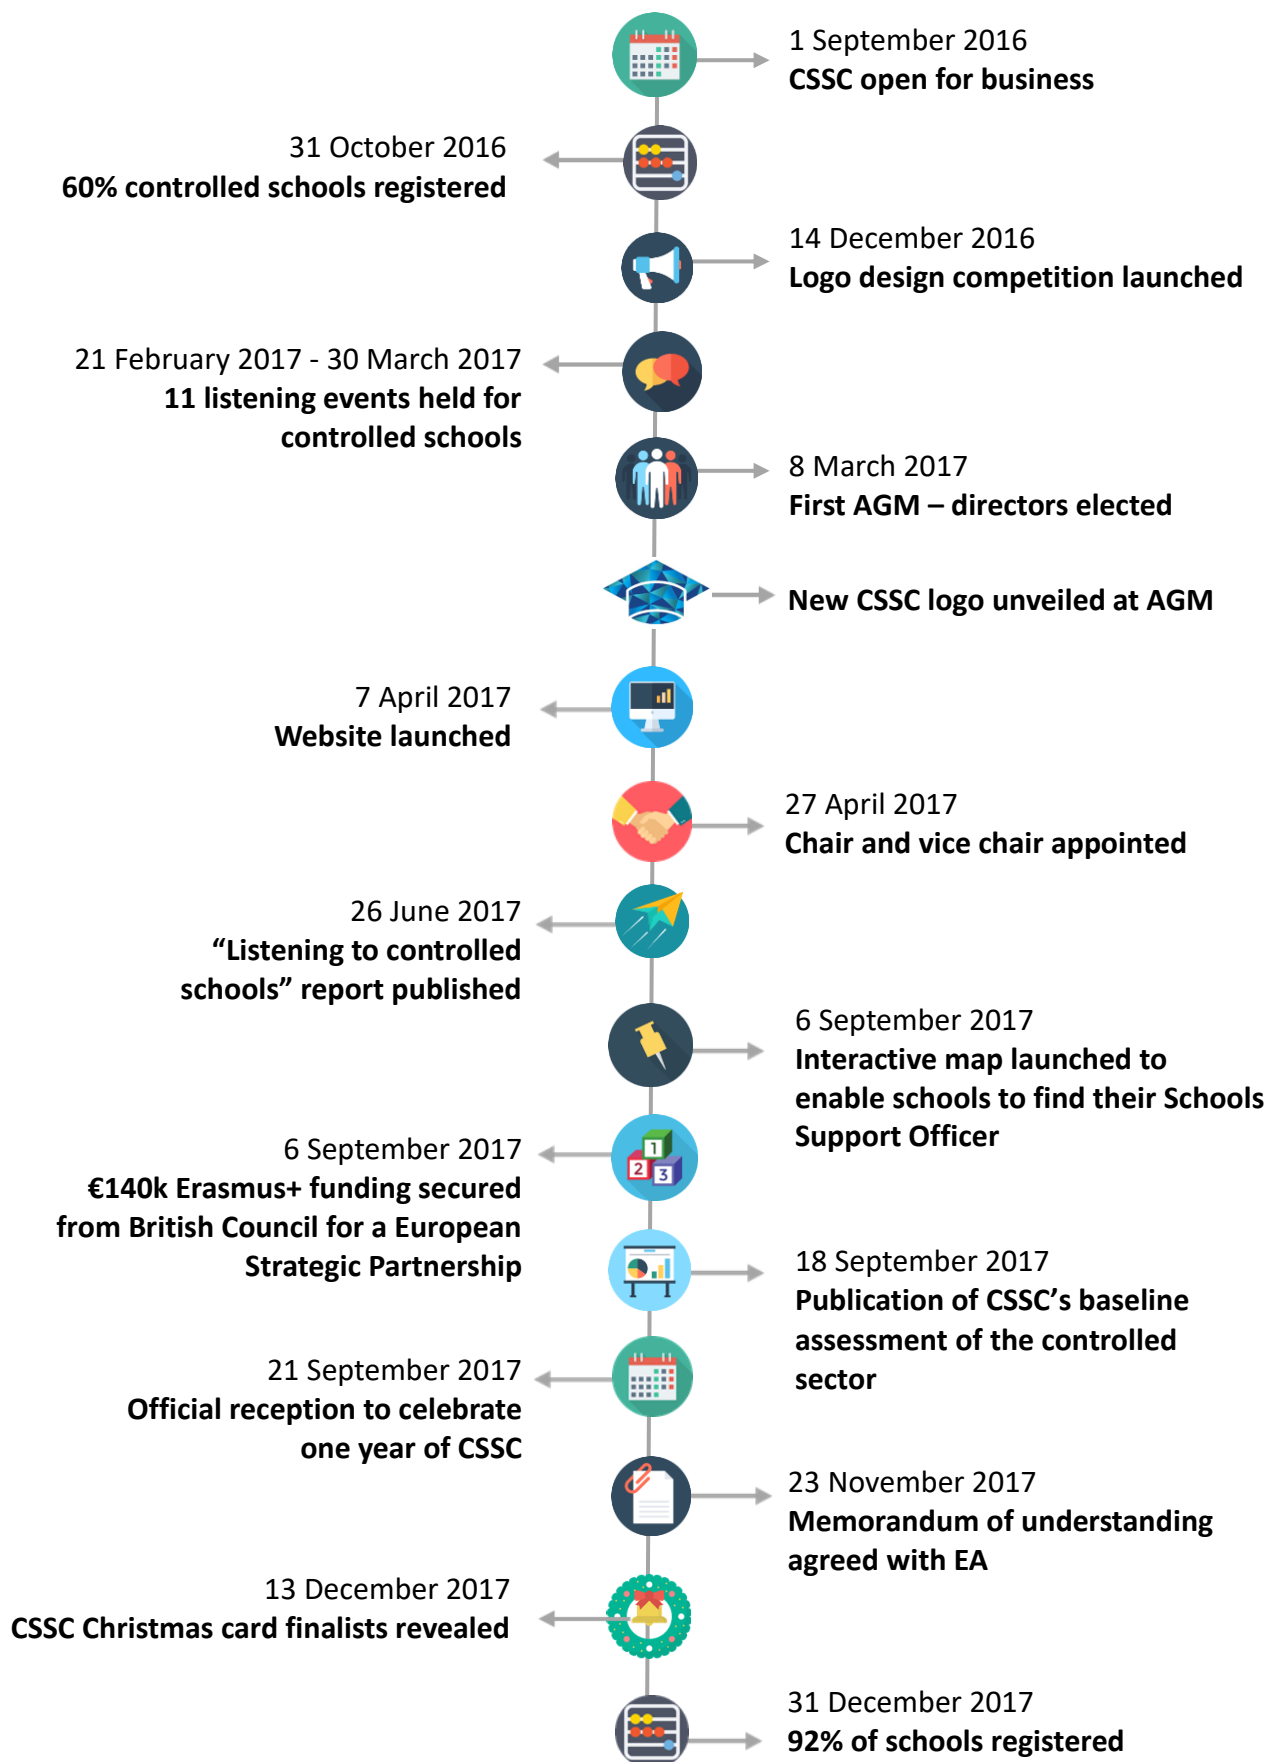 1 September 2016
CSSC open for business
31 October 2016
60% controlled schools registered
14 December 2016
Logo design competition launched
21 February 2017 - 30 March 2017
11 listening events held for
controlled schools
8 March 2017
First AGM – directors elected
New CSSC logo unveiled at AGM
7 April 2017
Website launched
27 April 2017
Chair and vice chair appointed
26 June 2017
“Listening to controlled
schools” report published
6 September 2017
Interactive map launched to
enable schools to find their Schools
Support Officer
6 September 2017
€140k Erasmus+ funding secured
from British Council for a European
Strategic Partnership
1
2
3
18 September 2017
Publication of CSSC’s baseline
assessment of the controlled
sector
21 September 2017
Official reception to celebrate
one year of CSSC
23 November 2017
Memorandum of understanding
agreed with EA
13 December 2017
CSSC Christmas card finalists revealed
31 December 2017
92% of schools registered